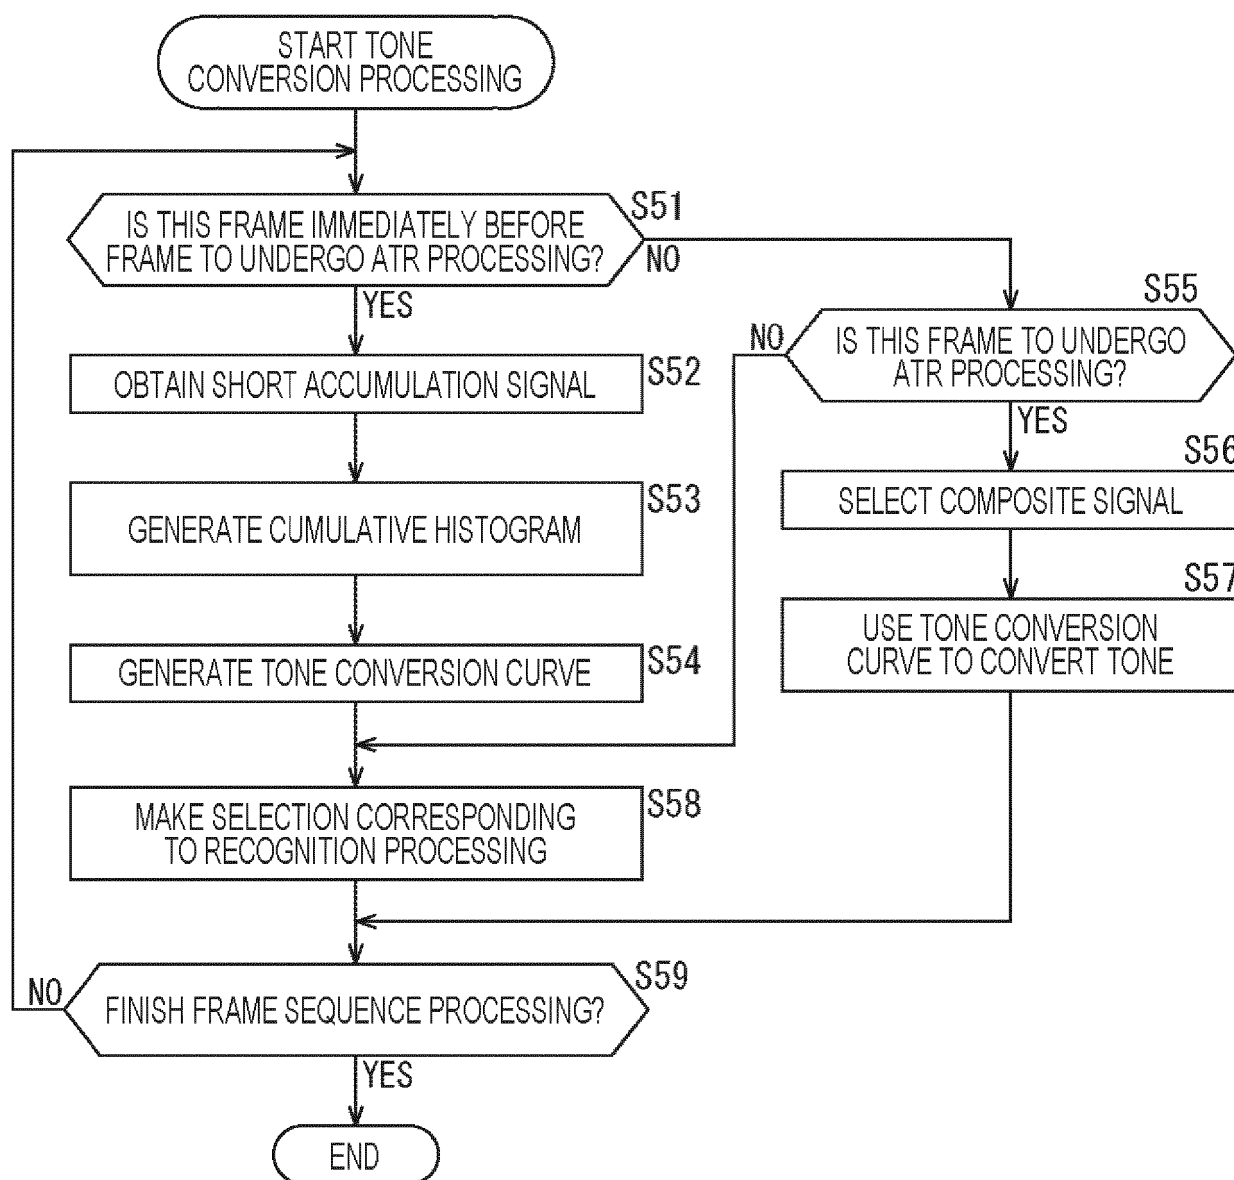 START TONE
CONVERSION PROCESSING
IS THIS FRAME IMMEDIATELY BEFORE
FRAME TO UNDERGO ATR PROCESSING?
S51
NO
YES
OBTAIN SHORT ACCUMULATION SIGNAL
S52
GENERATE CUMULATIVE HISTOGRAM
S53
GENERATE TONE CONVERSION CURVE
S54
S55
NO
IS THIS FRAME TO UNDERGO
ATR PROCESSING?
YES
S56
SELECT COMPOSITE SIGNAL
S57
USE TONE CONVERSION
CURVE TO CONVERT TONE
MAKE SELECTION CORRESPONDING
TO RECOGNITION PROCESSING
S58
NO
FINISH FRAME SEQUENCE PROCESSING?
S59
YES
END